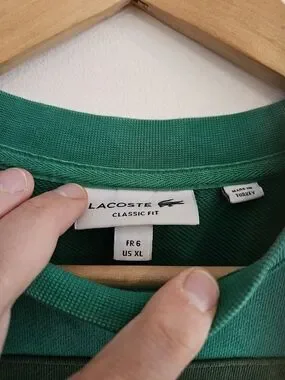 LACOSTE
CLASSIC FIT
MADE IN
TURKEY
FR 6
US XL